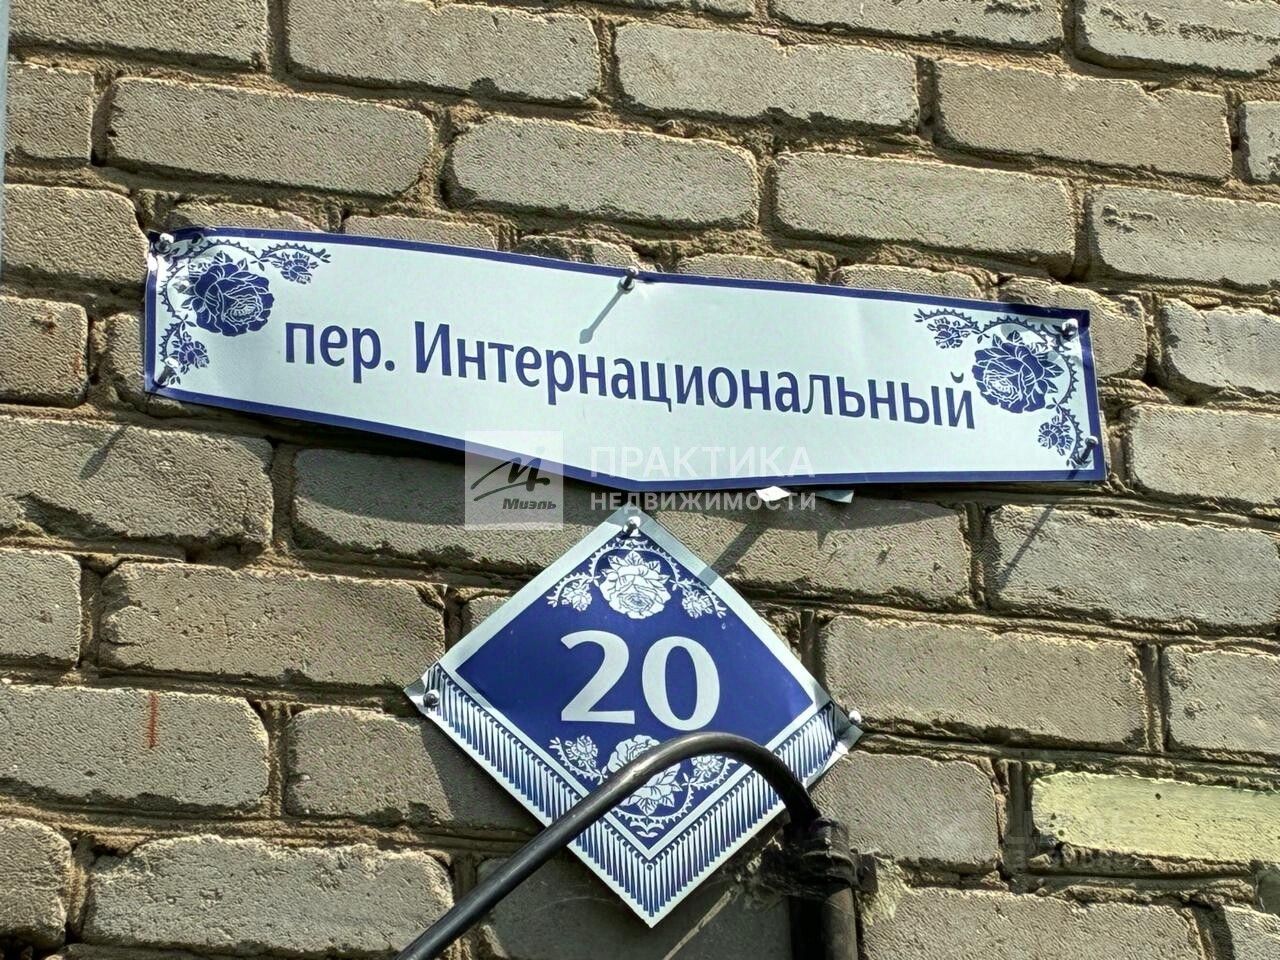 пер. Интернациональный
Миэль
ПРАКТИКА
НЕДВИЖИМОСТИ
20